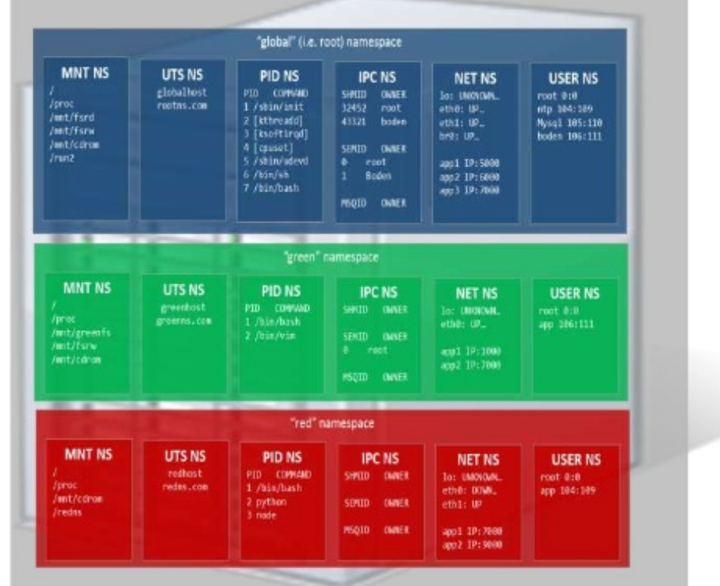 "global" (i.e. root) namespace
MNT NS
/
/proc
/mnt/fsrd
/mnt/fsrw
/mnt/cdrom
/run2
UTS NS
globalhost
rootns.com
PID NS
PID COMMAND
1 /sbin/init
2 [kthreadd]
3 [ksoftirqd]
4 [cpuset]
5 /sbin/udevd
6 /bin/sh
7 /bin/bash
IPC NS
SHMID OWNER
32452 root
43321 boden
SEMID OWNER
0 root
1 Boden
MSQID OWNER
NET NS
lo: UNKNOWN…
eth0: UP…
eth1: UP…
br0: UP…
app1 IP:5000
app2 IP:6000
app3 IP:7000
USER NS
root 0:0
ntp 104:109
Mysql 105:110
boden 106:111
"green" namespace
MNT NS
/
/proc
/mnt/greenfs
/mnt/fsrw
/mnt/cdrom
UTS NS
greenhost
greenns.com
PID NS
PID COMMAND
1 /bin/bash
2 /bin/vim
IPC NS
SHMID OWNER
SEMID OWNER
0 root
MSQID OWNER
NET NS
lo: UNKNOWN…
eth0: UP…
app1 IP:1000
app2 IP:7000
USER NS
root 0:0
app 106:111
"red" namespace
MNT NS
/
/proc
/mnt/cdrom
/redns
UTS NS
redhost
redns.com
PID NS
PID COMMAND
1 /bin/bash
2 python
3 node
IPC NS
SHMID OWNER
SEMID OWNER
MSQID OWNER
NET NS
lo: UNKNOWN…
eth0: DOWN…
eth1: UP
app1 IP:7000
app2 IP:9000
USER NS
root 0:0
app 104:109